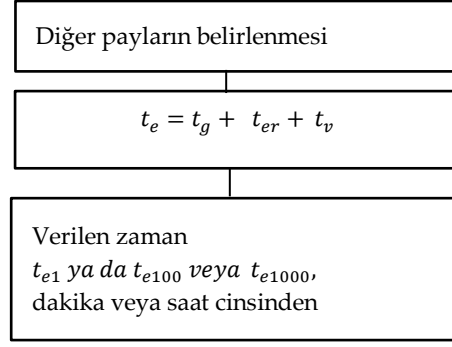 Diğer payların belirlenmesi
t_e = t_g + t_er + t_v
Verilen zaman
t_e1 ya da t_e100 veya t_e1000,
dakika veya saat cinsinden